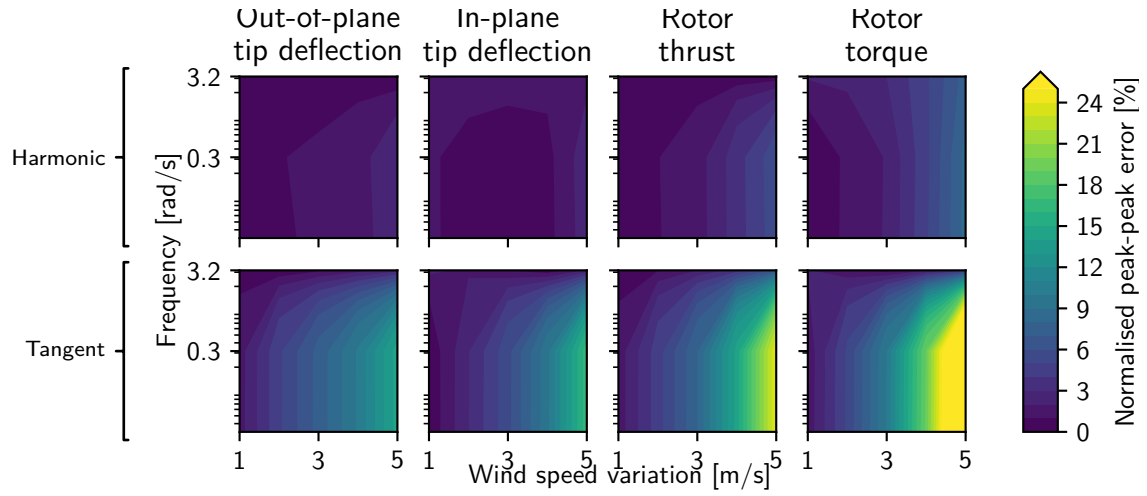 Out-of-plane
tip deflection
In-plane
tip deflection
Rotor
thrust
Rotor
torque
Harmonic
Tangent
Frequency [rad/s]
3.2
0.3
3.2
0.3
1
3
5
1
3
5
1
3
5
1
3
5
Wind speed variation [m/s]
24
21
18
15
12
9
6
3
0
Normalised peak-peak error [%]